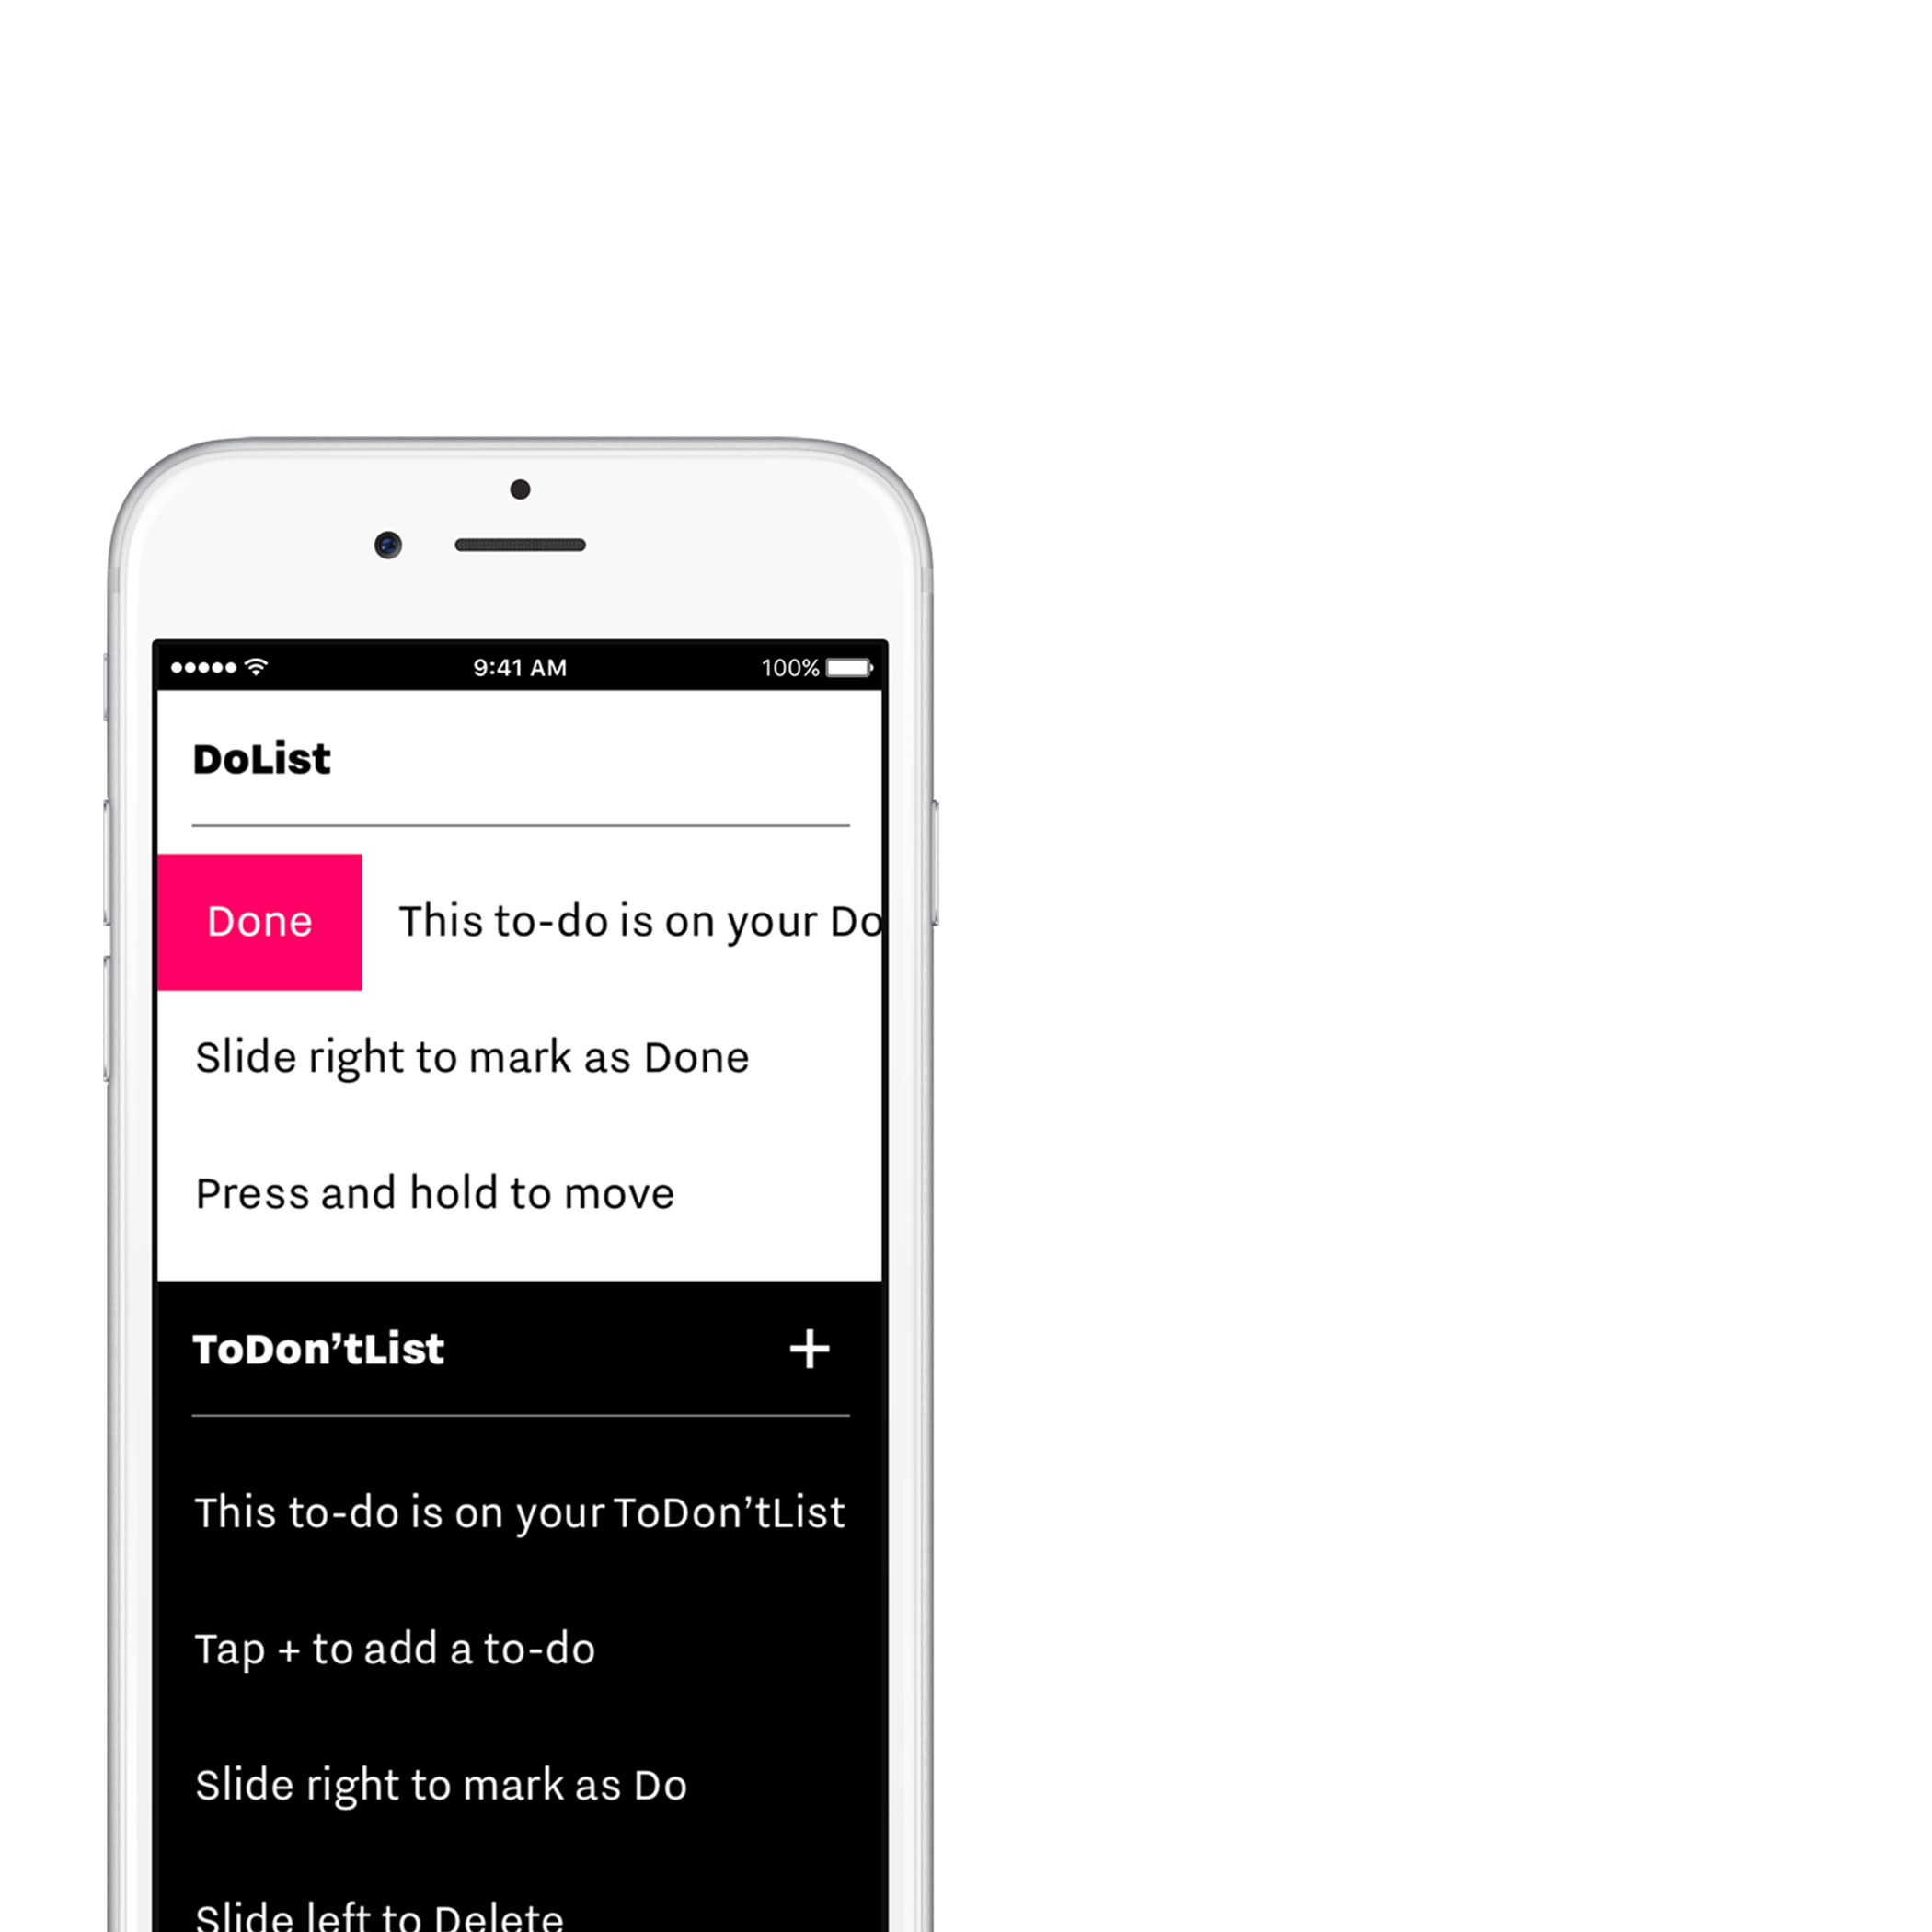 9:41 AM 100%
DoList
Done This to-do is on your Do
Slide right to mark as Done
Press and hold to move
ToDon’tList +
This to-do is on your ToDon’tList
Tap + to add a to-do
Slide right to mark as Do
Slide left to Delete